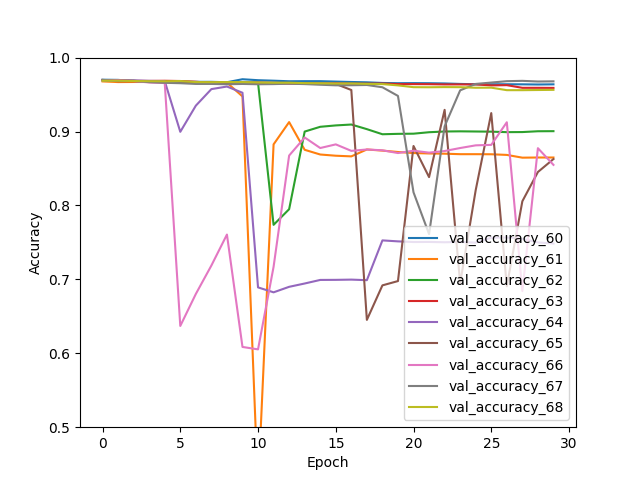 1.0
0.9
0.8
0.7
0.6
0.5
Accuracy
0 5 10 15 20 25 30
Epoch
val_accuracy_60
val_accuracy_61
val_accuracy_62
val_accuracy_63
val_accuracy_64
val_accuracy_65
val_accuracy_66
val_accuracy_67
val_accuracy_68